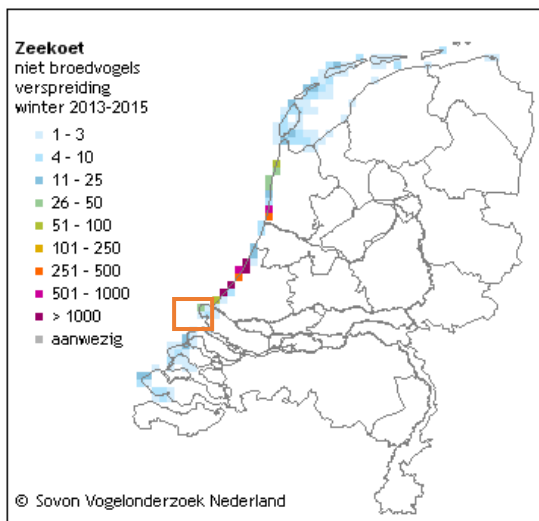 Zeekoet
niet broedvogels
verspreiding
winter 2013-2015
1 - 3
4 - 10
11 - 25
26 - 50
51 - 100
101 - 250
251 - 500
501 - 1000
> 1000
aanwezig
© Sovon Vogelonderzoek Nederland